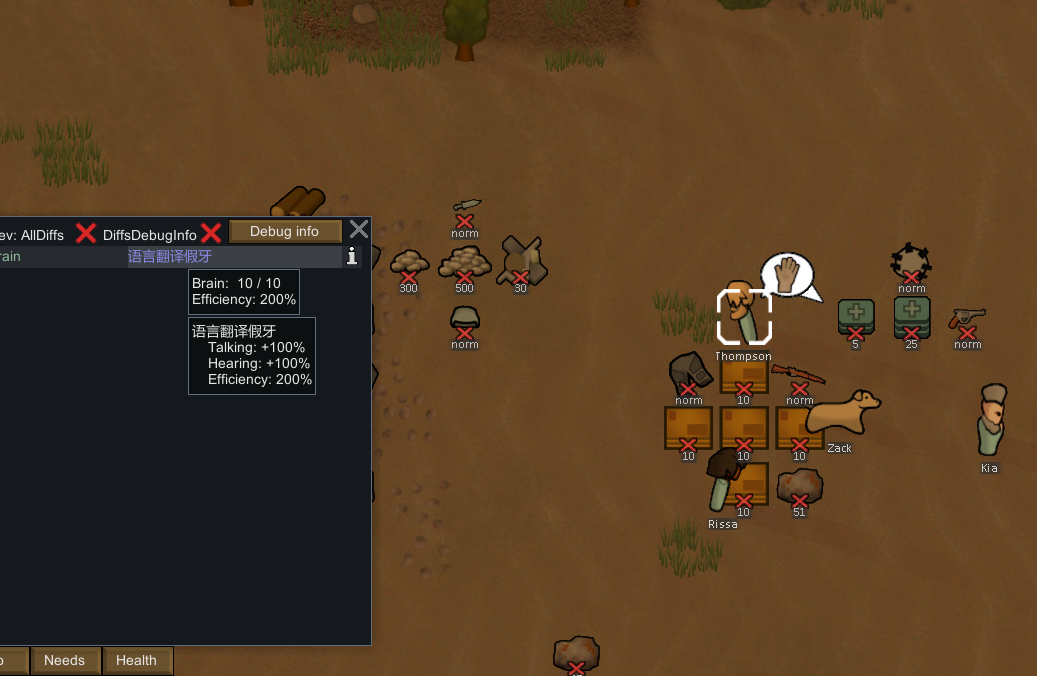 ev: AllDiffs DiffsDebugInfo Debug info
rain 语言翻译假牙
Brain: 10 / 10
Efficiency: 200%
语言翻译假牙
Talking: +100%
Hearing: +100%
Efficiency: 200%
norm
300
500
30
norm
norm
5
25
norm
Thompson
norm
10
norm
10
10
10
Zack
Kia
10
51
Rissa
Needs
Health